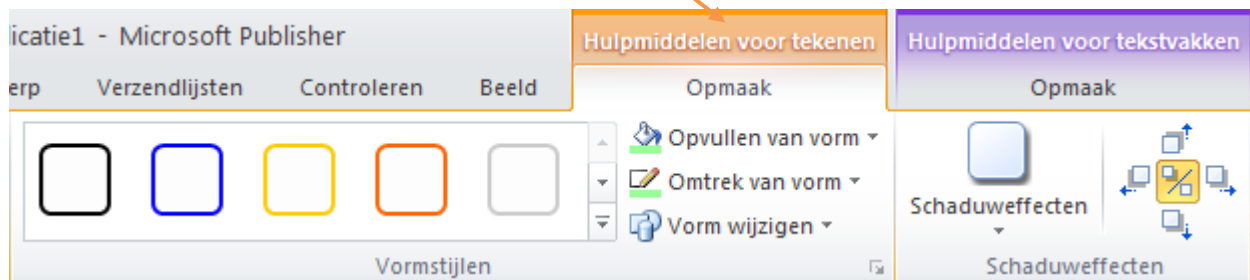 icatie1 - Microsoft Publisher
Hulpmiddelen voor tekenen
Hulpmiddelen voor tekstvakken
erp Verzendlijsten Controleren Beeld Opmaak Opmaak
Opvullen van vorm
Omtrek van vorm
Vorm wijzigen
Schaduweffecten
Vormstijlen
Schaduweffecten